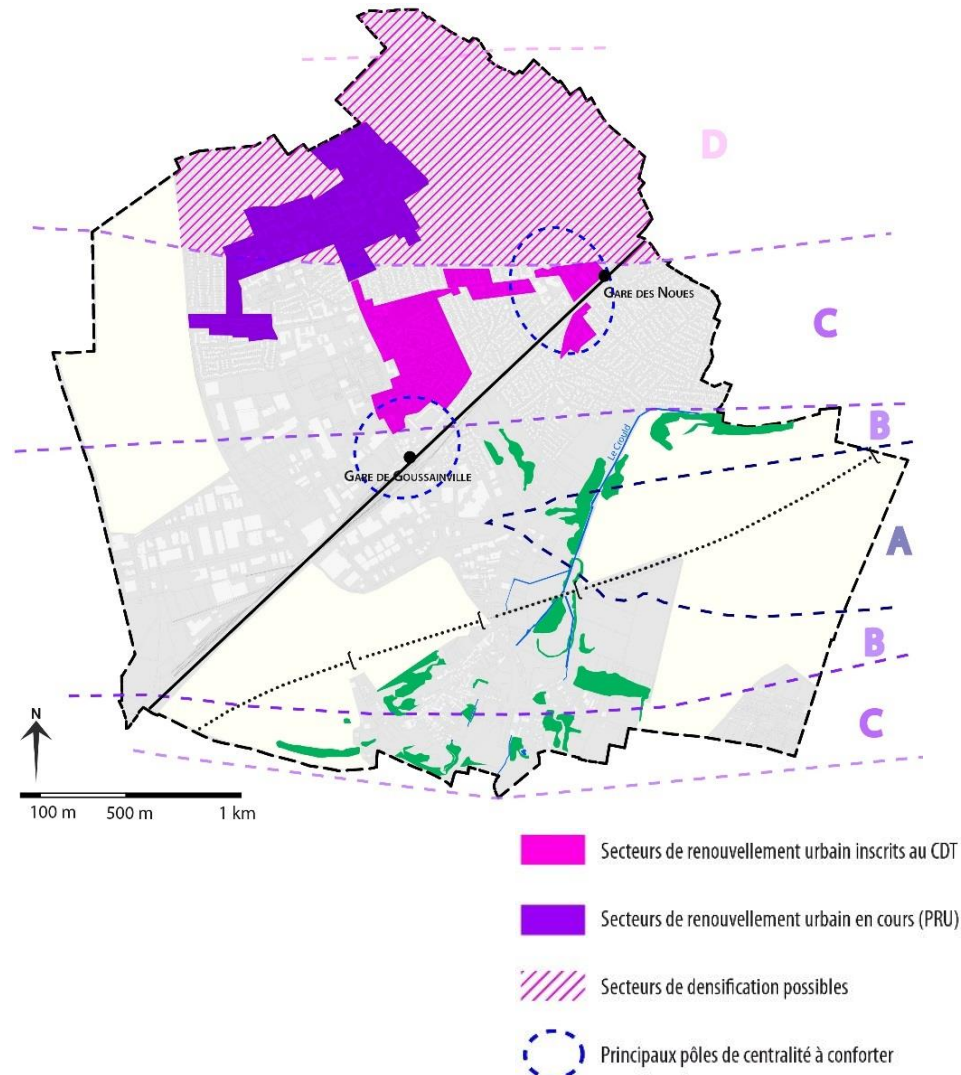 D
GARE DES NOUES
C
B
Le Crould
GARE DE GOUSSAINVILLE
A
B
C
N
100 m 500 m 1 km
Secteurs de renouvellement urbain inscrits au CDT
Secteurs de renouvellement urbain en cours (PRU)
Secteurs de densification possibles
Principaux pôles de centralité à conforter